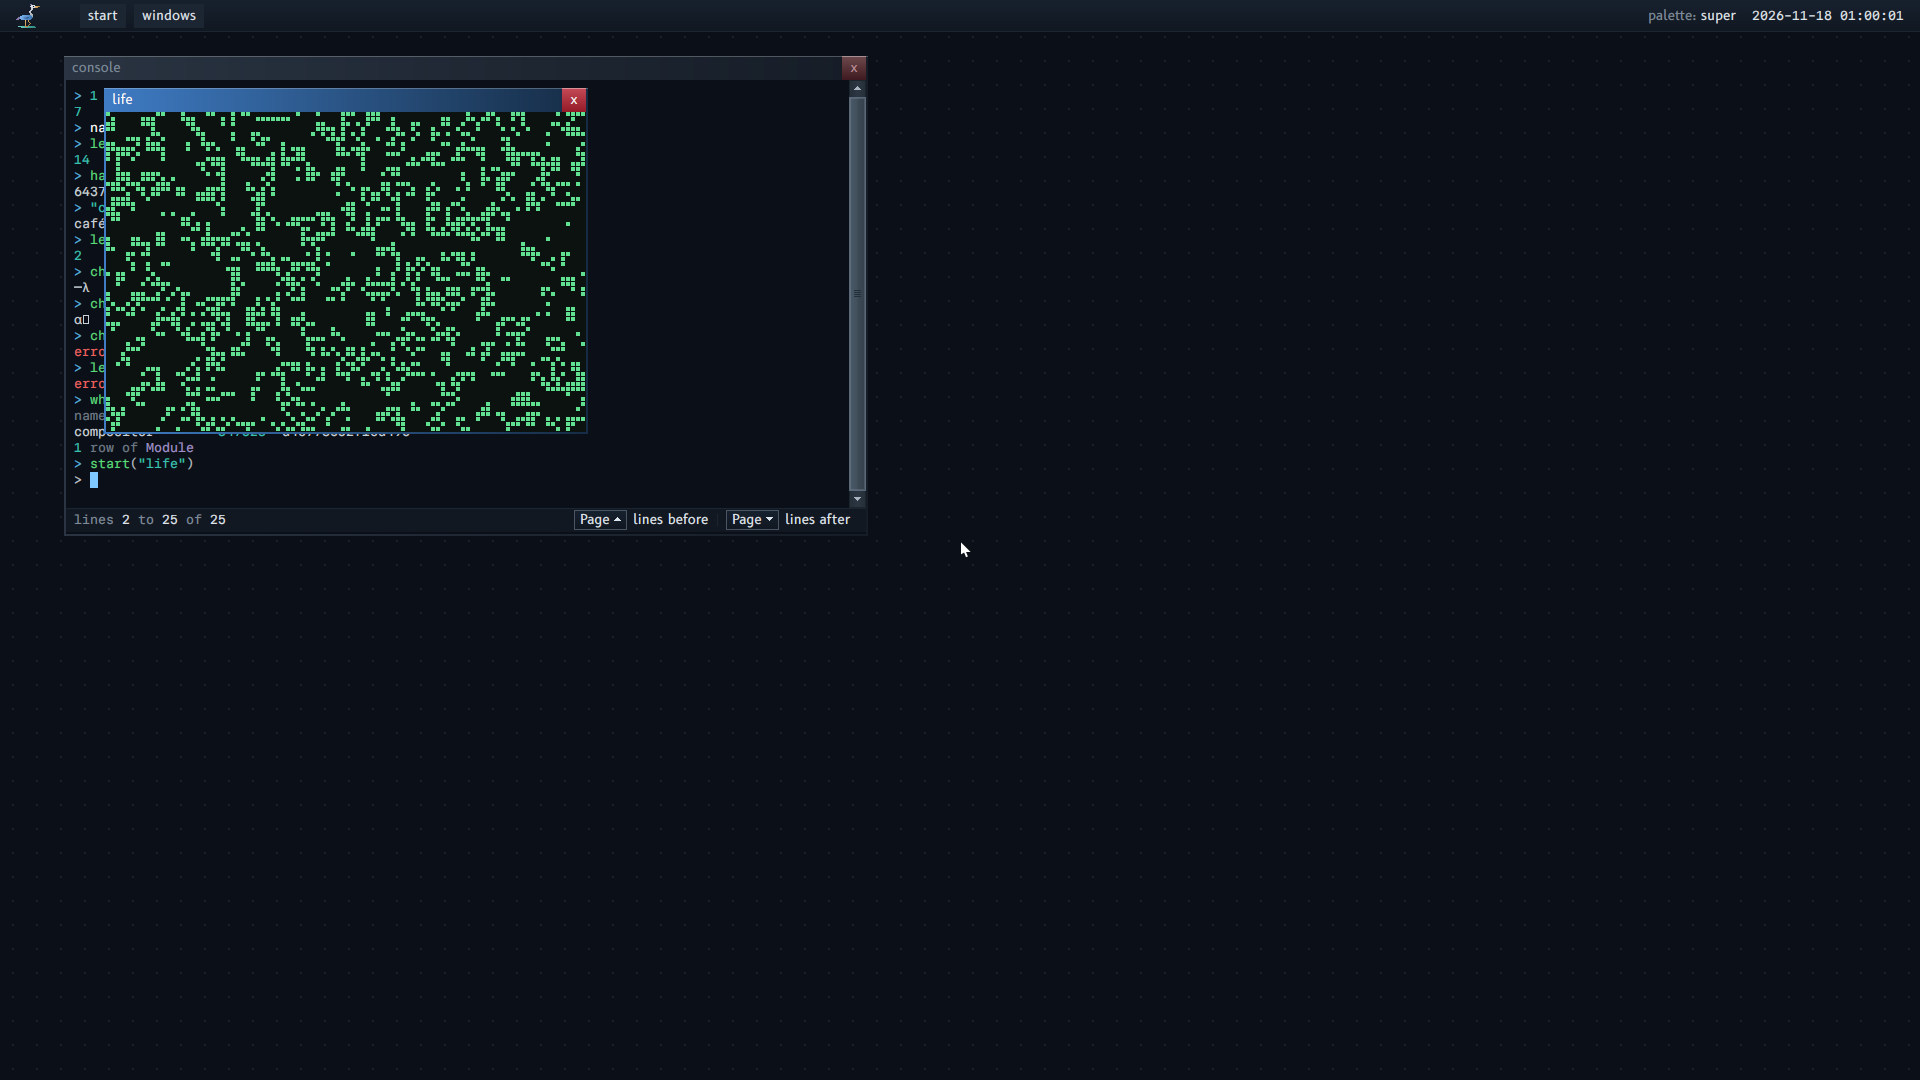 start windows palette: super 2026-11-18 01:00:01
console x
life x
> 1
7
> na
> le
14
> ha
6437
> "c
café
> le
2
> ch
─λ
> ch
> ch
erro
> le
erro
> wh
name
1 row of Module
> start("life")
>
lines 2 to 25 of 25 Page lines before Page lines after